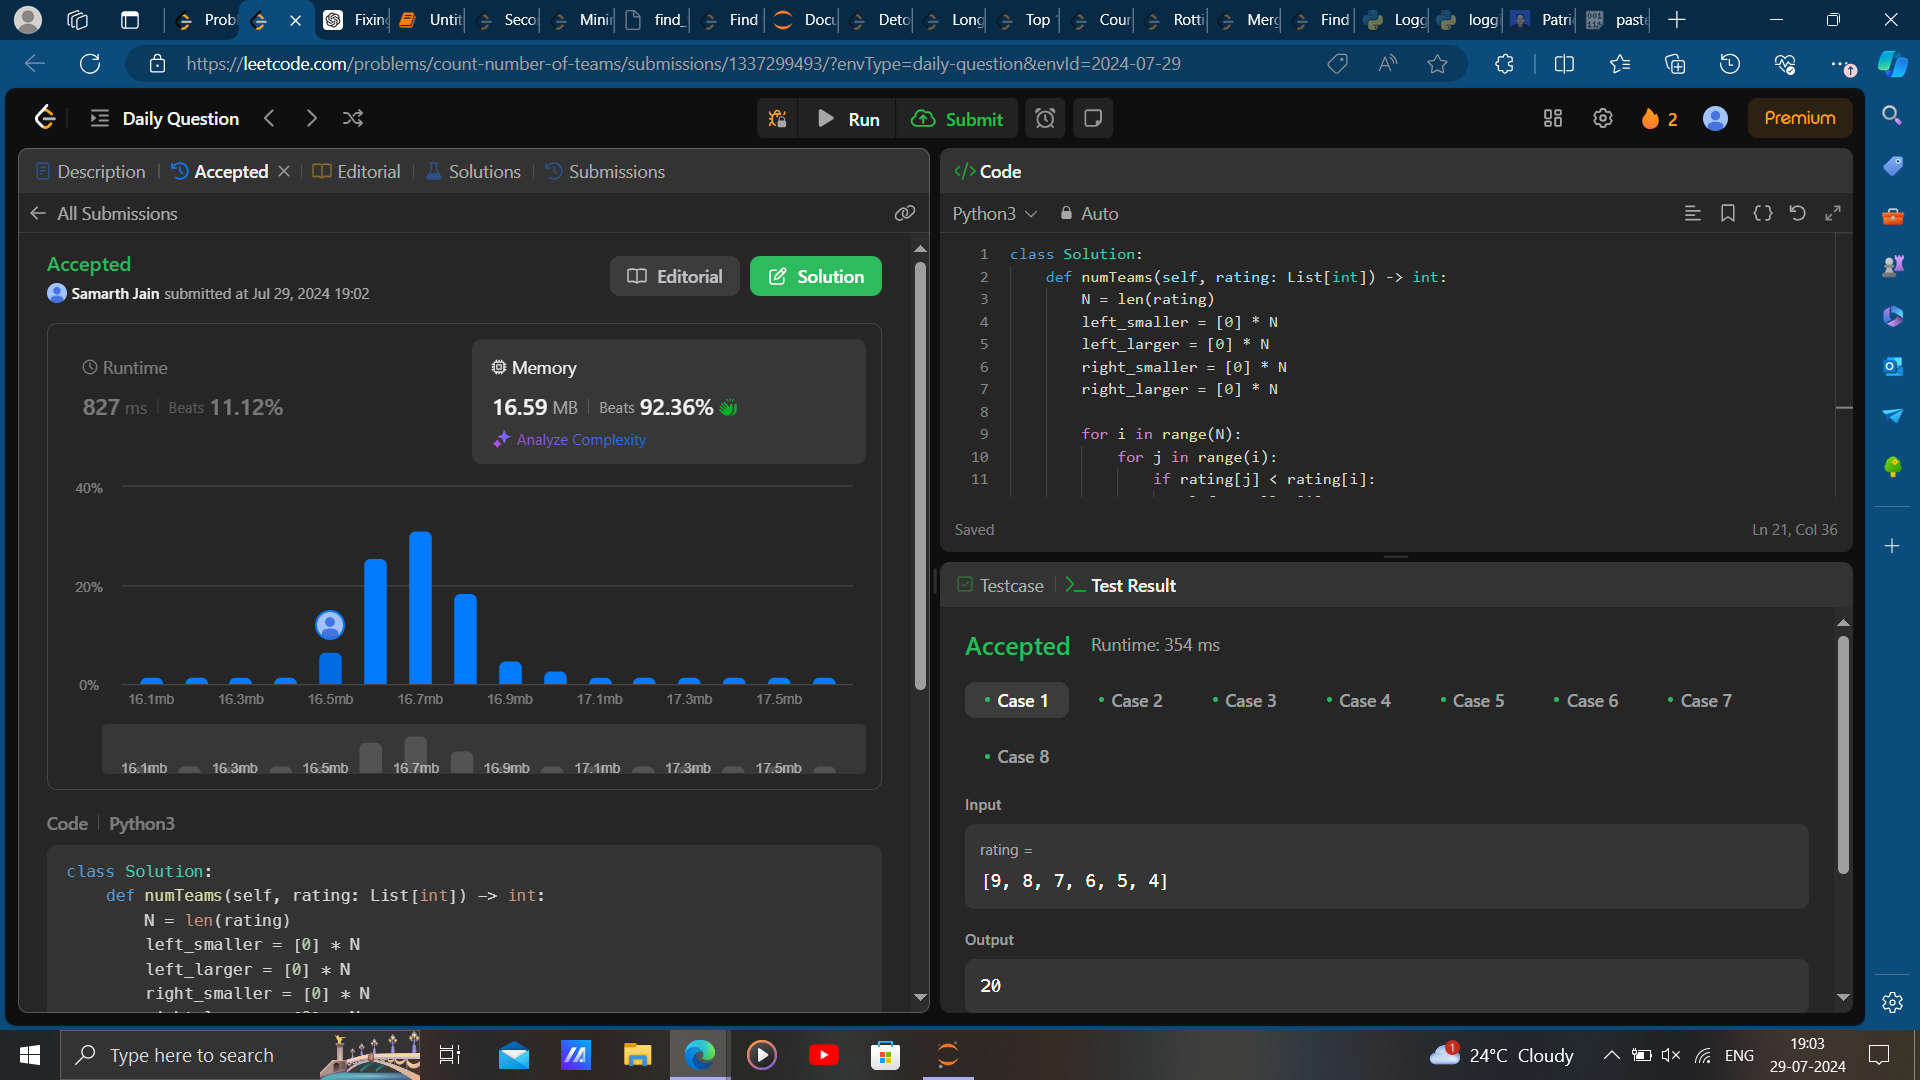 Prob
Fixin
Untit
Seco
Minir
find_
Find
Docu
Deto
Long
Top
Cour
Rotti
Merg
Find
Logg
loggi
Patri
paste
https://leetcode.com/problems/count-number-of-teams/submissions/1337299493/?envType=daily-question&envId=2024-07-29
Daily Question
Run
Submit
2
Premium
Description
Accepted
Editorial
Solutions
Submissions
All Submissions
Accepted
Samarth Jain submitted at Jul 29, 2024 19:02
Editorial
Solution
Runtime
827 ms
Beats 11.12%
Memory
16.59 MB
Beats 92.36%
Analyze Complexity
40%
20%
0%
16.1mb 16.3mb 16.5mb 16.7mb 16.9mb 17.1mb 17.3mb 17.5mb
16.1mb 16.3mb 16.5mb 16.7mb 16.9mb 17.1mb 17.3mb 17.5mb
Code
Python3
class Solution:
def numTeams(self, rating: List[int]) -> int:
N = len(rating)
left_smaller = [0] * N
left_larger = [0] * N
right_smaller = [0] * N
Code
Python3
Auto
1 class Solution:
2 def numTeams(self, rating: List[int]) -> int:
3 N = len(rating)
4 left_smaller = [0] * N
5 left_larger = [0] * N
6 right_smaller = [0] * N
7 right_larger = [0] * N
8
9 for i in range(N):
10 for j in range(i):
11 if rating[j] < rating[i]:
Saved
Ln 21, Col 36
Testcase
Test Result
Accepted
Runtime: 354 ms
Case 1
Case 2
Case 3
Case 4
Case 5
Case 6
Case 7
Case 8
Input
rating =
[9, 8, 7, 6, 5, 4]
Output
20
Type here to search
1
24°C Cloudy
ENG
19:03
29-07-2024